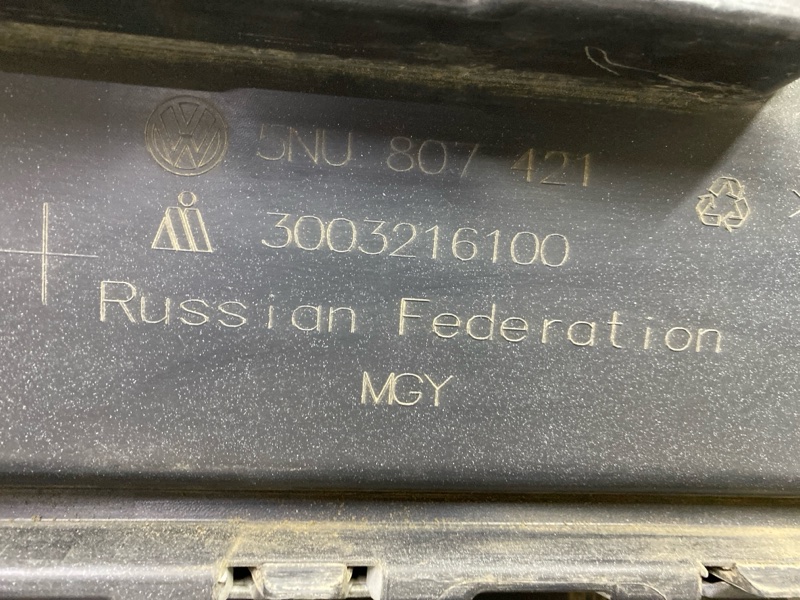 5NU 807 421
3003216100
Russian Federation
MGY